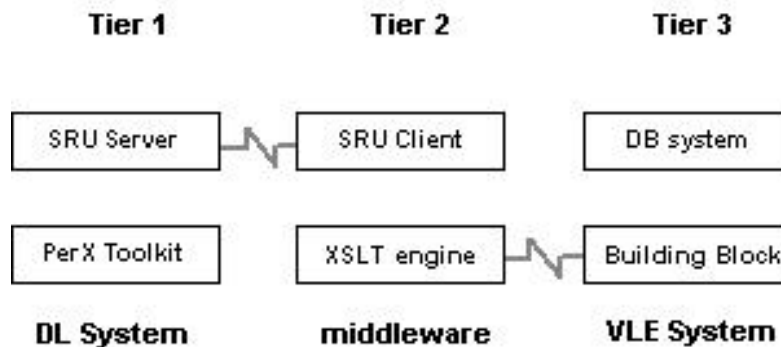 Tier 1 Tier 2 Tier 3
SRU Server SRU Client DB system
PerX Toolkit XSLT engine Building Block
DL System middleware VLE System